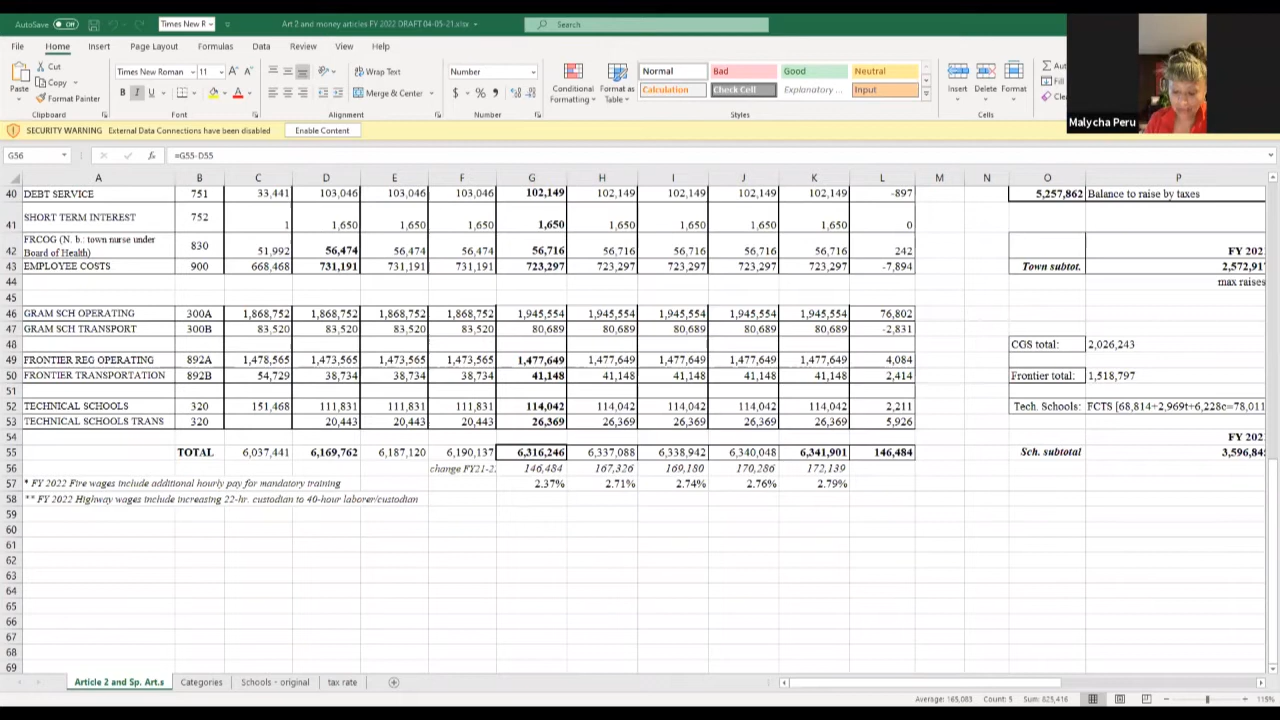 AutoSave Off Times New R Art 2 and money articles FY 2022 DRAFT 04-05-21.xlsx Search
File Home Insert Page Layout Formulas Data Review View Help
Cut
Copy
Format Painter
Paste
Times New Roman 11
B I U
Wrap Text
Merge & Center
Number
Conditional Formatting
Format as Table
Normal Bad Good Neutral
Calculation Check Cell Explanatory ... Input
Insert Delete Format
Clipboard Font Alignment Number Styles Cells
Malycha Peru
SECURITY WARNING External Data Connections have been disabled Enable Content
G56 fx =G55-D55
A B C D E F G H I J K L M N O P
40 DEBT SERVICE 751 33,441 103,046 103,046 103,046 102,149 102,149 102,149 102,149 102,149 -897 5,257,862 Balance to raise by taxes
41 SHORT TERM INTEREST 752 1 1,650 1,650 1,650 1,650 1,650 1,650 1,650 1,650 0
42 FRCOG (N. b.: town nurse under Board of Health) 830 51,992 56,474 56,474 56,474 56,716 56,716 56,716 56,716 56,716 242 FY 202
43 EMPLOYEE COSTS 900 668,468 731,191 731,191 731,191 723,297 723,297 723,297 723,297 723,297 -7,894 Town subtot. 2,572,91
44 max raises
45
46 GRAM SCH OPERATING 300A 1,868,752 1,868,752 1,868,752 1,868,752 1,945,554 1,945,554 1,945,554 1,945,554 1,945,554 76,802
47 GRAM SCH TRANSPORT 300B 83,520 83,520 83,520 83,520 80,689 80,689 80,689 80,689 80,689 -2,831
48 CGS total: 2,026,243
49 FRONTIER REG OPERATING 892A 1,478,565 1,473,565 1,473,565 1,473,565 1,477,649 1,477,649 1,477,649 1,477,649 1,477,649 4,084
50 FRONTIER TRANSPORTATION 892B 54,729 38,734 38,734 38,734 41,148 41,148 41,148 41,148 41,148 2,414 Frontier total: 1,518,797
51
52 TECHNICAL SCHOOLS 320 151,468 111,831 111,831 111,831 114,042 114,042 114,042 114,042 114,042 2,211 Tech. Schools: FCTS [68,814+2,969t+6,228c=78,011
53 TECHNICAL SCHOOLS TRANS 320 20,443 20,443 20,443 26,369 26,369 26,369 26,369 26,369 5,926
54 FY 202
55 TOTAL 6,037,441 6,169,762 6,187,120 6,190,137 6,316,246 6,337,088 6,338,942 6,340,048 6,341,901 146,484 Sch. subtotal 3,596,84
56 change FY21-2 146,484 167,326 169,180 170,286 172,139
57 * FY 2022 Fire wages include additional hourly pay for mandatory training 2.37% 2.71% 2.74% 2.76% 2.79%
58 ** FY 2022 Highway wages include increasing 22-hr. custodian to 40-hour laborer/custodian
59
60
61
62
63
64
65
66
67
68
69
Article 2 and Sp. Art.s Categories Schools - original tax rate
Average: 165,083 Count: 5 Sum: 825,416 115%